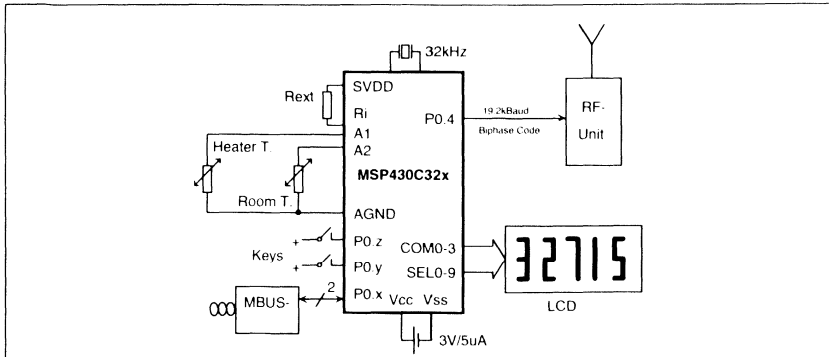 32kHz
SVDD
Rext
Ri
P0.4
19.2kBaud
Biphase Code
RF-
Unit
A1
Heater T.
A2
MSP430C32x
Room T.
AGND
Keys
+
P0.z
+
P0.y
COM0-3
SEL0-9
32715
LCD
MBUS-
2
P0.x
Vcc
Vss
3V/5uA